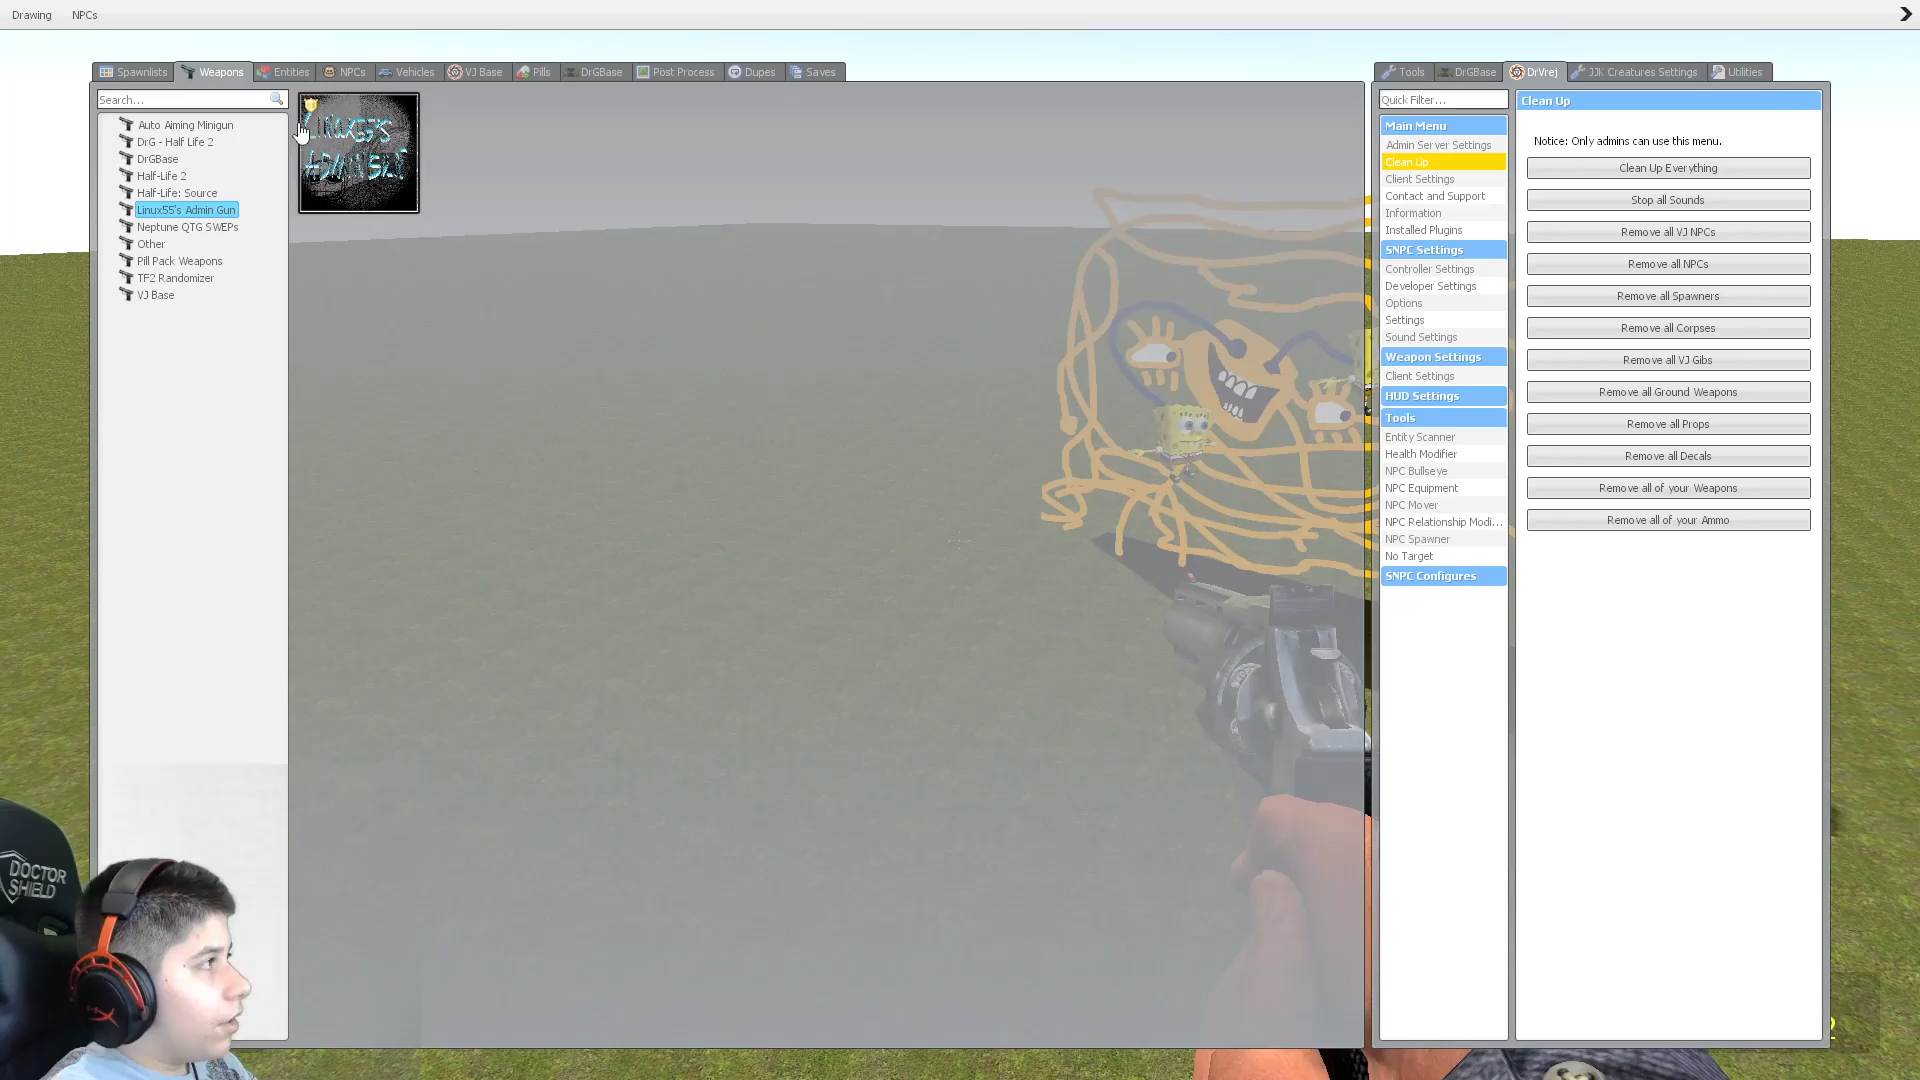 Drawing NPCs
Spawnlists Weapons Entities NPCs Vehicles VJ Base Pills DrGBase Post Process Dupes Saves
Search...
Auto Aiming Minigun
DrG - Half Life 2
DrGBase
Half-Life 2
Half-Life: Source
Linux55's Admin Gun
Neptune QTG SWEPs
Other
Pill Pack Weapons
TF2 Randomizer
VJ Base
LINUX55'S
ADMINGUN
Tools DrGBase DrVrej JJK Creatures Settings Utilities
Quick Filter...
Main Menu
Admin Server Settings
Clean Up
Client Settings
Contact and Support
Information
Installed Plugins
SNPC Settings
Controller Settings
Developer Settings
Options
Settings
Sound Settings
Weapon Settings
Client Settings
HUD Settings
Tools
Entity Scanner
Health Modifier
NPC Bullseye
NPC Equipment
NPC Mover
NPC Relationship Modi...
NPC Spawner
No Target
SNPC Configures
Clean Up
Notice: Only admins can use this menu.
Clean Up Everything
Stop all Sounds
Remove all VJ NPCs
Remove all NPCs
Remove all Spawners
Remove all Corpses
Remove all VJ Gibs
Remove all Ground Weapons
Remove all Props
Remove all Decals
Remove all of your Weapons
Remove all of your Ammo
DOCTOR
SHIELD